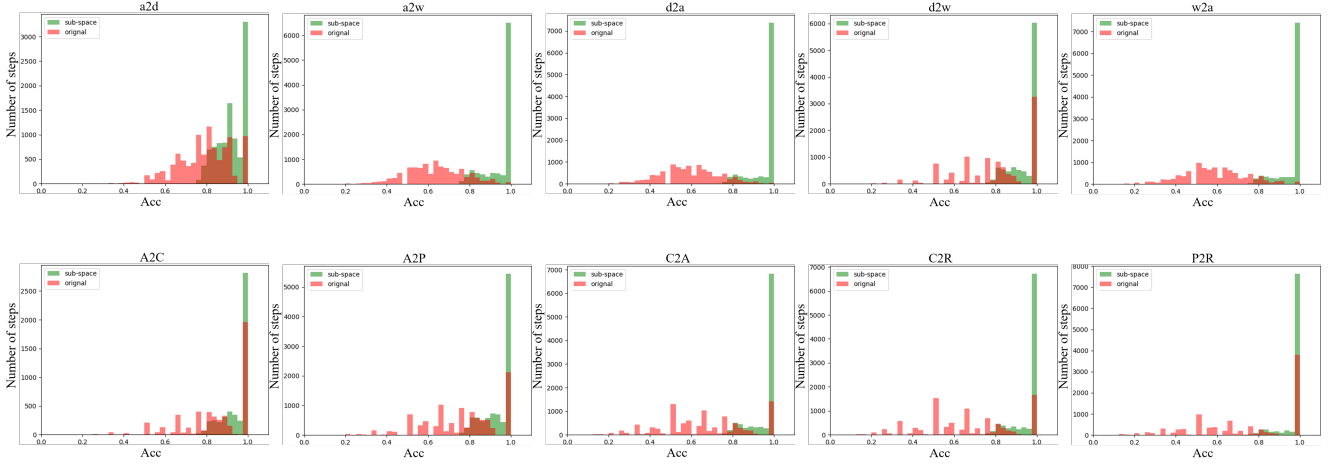 a2d
Number of steps
3000
2500
2000
1500
1000
500
0
sub-space
orignal
0.0 0.2 0.4 0.6 0.8 1.0
Acc
a2w
Number of steps
6000
5000
4000
3000
2000
1000
0
sub-space
orignal
0.0 0.2 0.4 0.6 0.8 1.0
Acc
d2a
Number of steps
7000
6000
5000
4000
3000
2000
1000
0
sub-space
orignal
0.0 0.2 0.4 0.6 0.8 1.0
Acc
d2w
Number of steps
6000
5000
4000
3000
2000
1000
0
sub-space
orignal
0.0 0.2 0.4 0.6 0.8 1.0
Acc
w2a
Number of steps
7000
6000
5000
4000
3000
2000
1000
0
sub-space
orignal
0.0 0.2 0.4 0.6 0.8 1.0
Acc
A2C
Number of steps
2500
2000
1500
1000
500
0
sub-space
orignal
0.0 0.2 0.4 0.6 0.8 1.0
Acc
A2P
Number of steps
5000
4000
3000
2000
1000
0
sub-space
orignal
0.0 0.2 0.4 0.6 0.8 1.0
Acc
C2A
Number of steps
7000
6000
5000
4000
3000
2000
1000
0
sub-space
orignal
0.0 0.2 0.4 0.6 0.8 1.0
Acc
C2R
Number of steps
7000
6000
5000
4000
3000
2000
1000
0
sub-space
orignal
0.0 0.2 0.4 0.6 0.8 1.0
Acc
P2R
Number of steps
8000
7000
6000
5000
4000
3000
2000
1000
0
sub-space
orignal
0.0 0.2 0.4 0.6 0.8 1.0
Acc